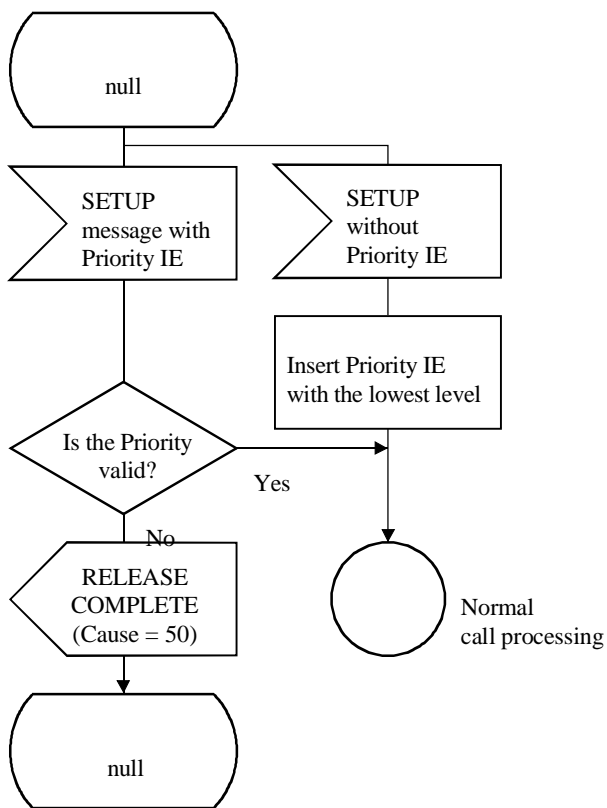 null
SETUP
message with
Priority IE
SETUP
without
Priority IE
Insert Priority IE
with the lowest level
Is the Priority
valid?
Yes
No
RELEASE
COMPLETE
(Cause = 50)
Normal
call processing
null